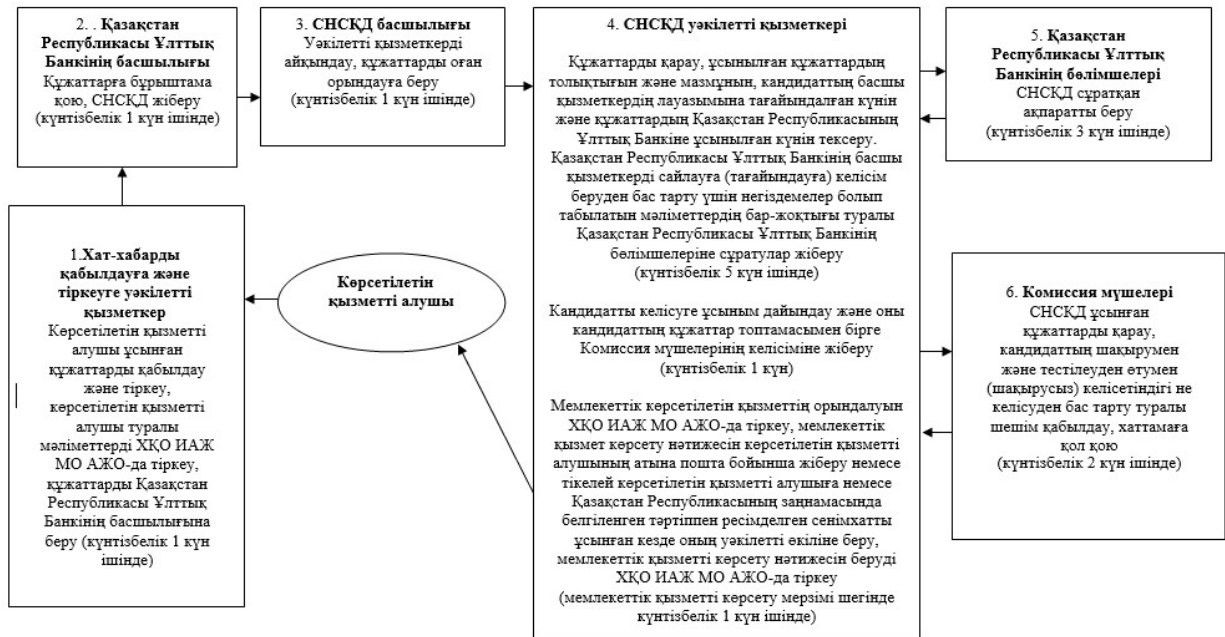 2. . Қазақстан
Республикасы Ұлттық
Банкінің басшылығы
Құжаттарға бұрыштама
қою, СНСҚД жіберу
(күнтізбелік 1 күн ішінде)
3. СНСҚД басшылығы
Уәкілетті қызметкерді
айқындау, құжаттарды оған
орындауға беру
(күнтізбелік 1 күн ішінде)
4. СНСҚД уәкілетті қызметкері
Құжаттарды қарау, ұсынылған құжаттардың
толықтығын және мазмұнын, кандидаттың басшы
қызметкердің лауазымына тағайындалған күнін
және құжаттардың Қазақстан Республикасының
Ұлттық Банкіне ұсынылған күнін тексеру.
Қазақстан Республикасы Ұлттық Банкінің басшы
қызметкерді сайлауға (тағайындауға) келісім
беруден бас тарту үшін негіздемелер болып
табылатын мәліметтердің бар-жоқтығы туралы
Қазақстан Республикасы Ұлттық Банкінің
бөлімшелеріне сұратулар жіберу
(күнтізбелік 5 күн ішінде)
Кандидатты келісуге ұсыным дайындау және оны
кандидаттың құжаттар топтамасымен бірге
Комиссия мүшелерінің келісіміне жіберу
(күнтізбелік 1 күн)
Мемлекеттік көрсетілетін қызметтің орындалуын
ХҚО ИАЖ МО АЖО-да тіркеу, мемлекеттік
қызмет көрсету нәтижесін көрсетілетін қызметті
алушының атына пошта бойынша жіберу немесе
тікелей көрсетілетін қызметті алушыға немесе
Қазақстан Республикасының заңнамасында
белгіленген тәртіппен ресімделген сенімхатты
ұсынған кезде оның уәкілетті өкіліне беру,
мемлекеттік қызметті көрсету нәтижесін беруді
ХҚО ИАЖ МО АЖО-да тіркеу
(мемлекеттік қызметті көрсету мерзімі шегінде
күнтізбелік 1 күн ішінде)
5. Қазақстан
Республикасы Ұлттық
Банкінің бөлімшелері
СНСҚД сұратқан
ақпаратты беру
(күнтізбелік 3 күн ішінде)
1.Хат-хабарды
қабылдауға және
тіркеуге уәкілетті
қызметкер
Көрсетілетін қызметті
алушы ұсынған
құжаттарды қабылдау
және тіркеу,
көрсетілетін қызметті
алушы туралы
мәліметтерді ХҚО ИАЖ
МО АЖО-да тіркеу,
құжаттарды Қазақстан
Республикасы Ұлттық
Банкінің басшылығына
беру (күнтізбелік 1 күн
ішінде)
Көрсетілетін
қызметті алушы
6. Комиссия мүшелері
СНСҚД ұсынған
құжаттарды қарау,
кандидаттың шақырумен
және тестілеуден өтумен
(шақырусыз) келісетіндігі не
келісуден бас тарту туралы
шешім қабылдау, хаттамаға
қол қою
(күнтізбелік 2 күн ішінде)